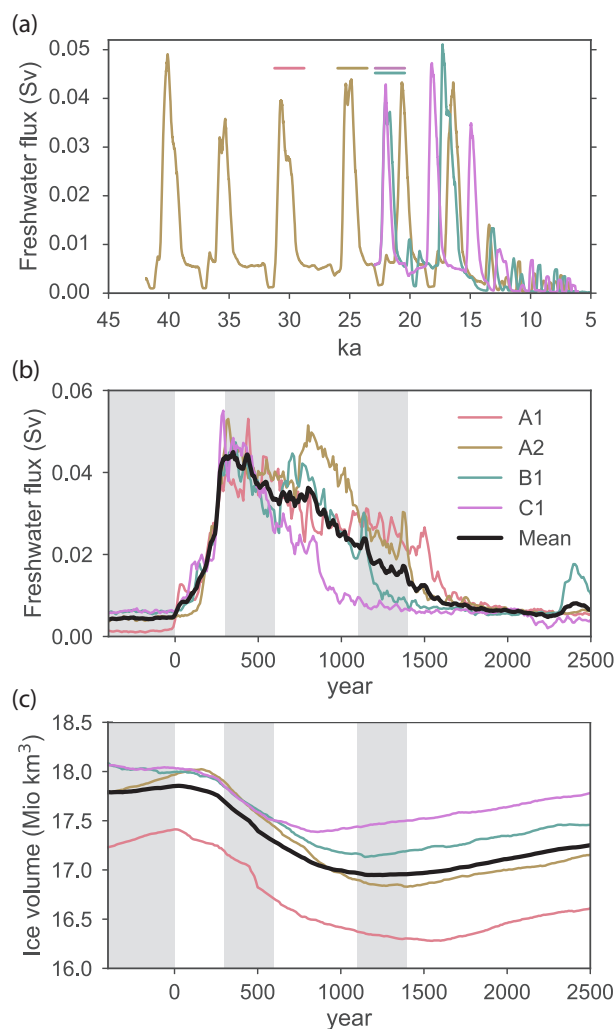 (a)
Freshwater flux (Sv)
0.05
0.04
0.03
0.02
0.01
0.00
45 40 35 30 25 20 15 10 5
ka
(b)
Freshwater flux (Sv)
0.06
0.04
0.02
0.00
A1
A2
B1
C1
Mean
0 500 1000 1500 2000 2500
year
(c)
Ice volume (Mio km³)
18.5
18.0
17.5
17.0
16.5
16.0
0 500 1000 1500 2000 2500
year